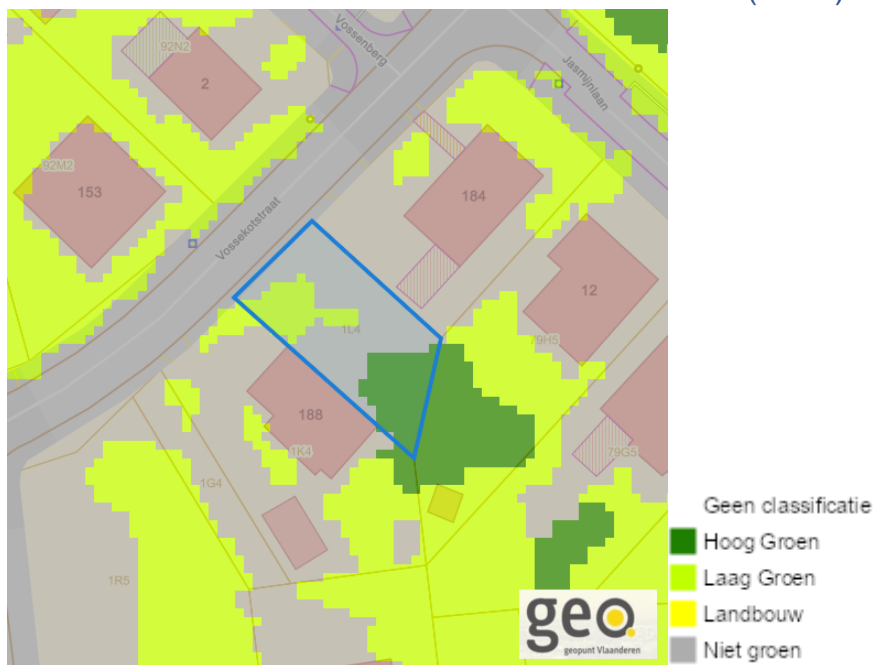 92N2
2
Vossenberg
Jasmijnlaan
92M2
153
184
Vossekotstraat
12
1L4
79H5
188
1K4
79G5
1G4
1R5
Geen classificatie
Hoog Groen
Laag Groen
Landbouw
Niet groen
geo
geopunt Vlaanderen